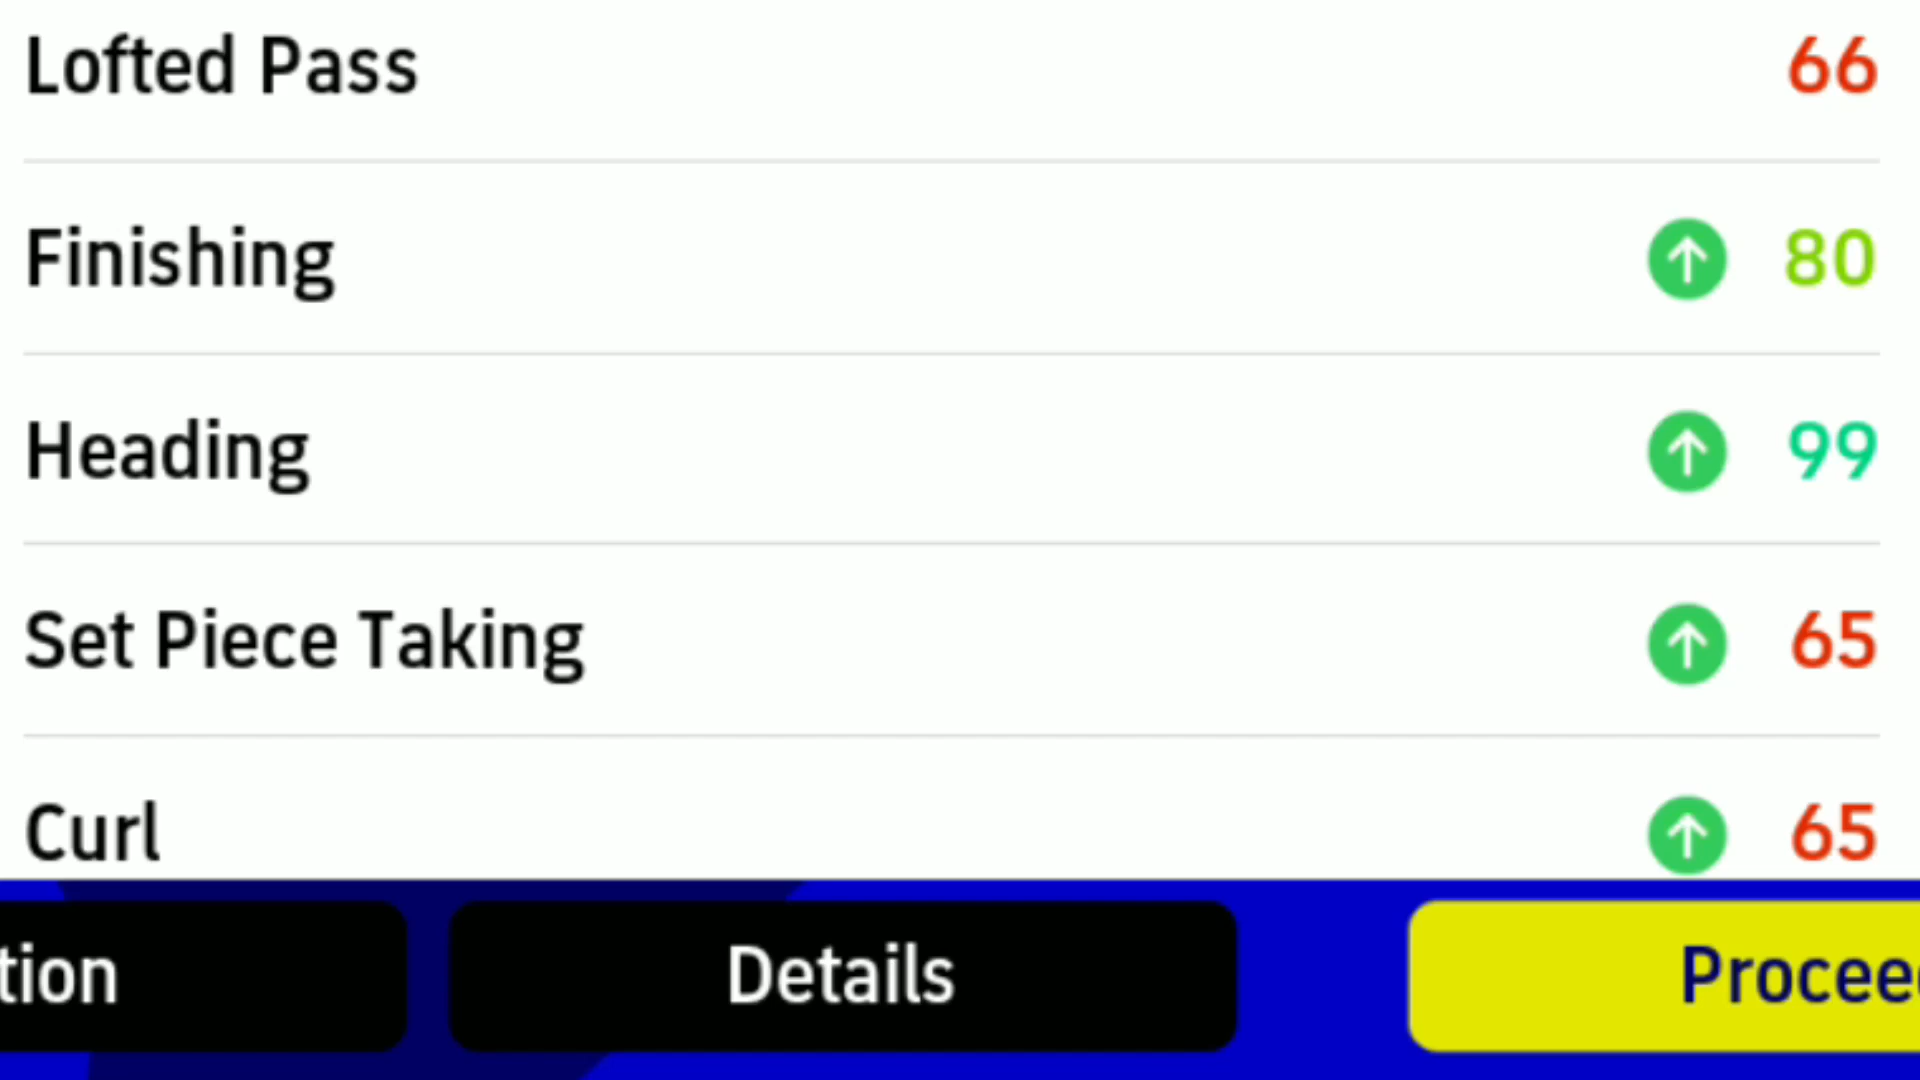 Lofted Pass 66
Finishing 80
Heading 99
Set Piece Taking 65
Curl 65
tion Details Procee